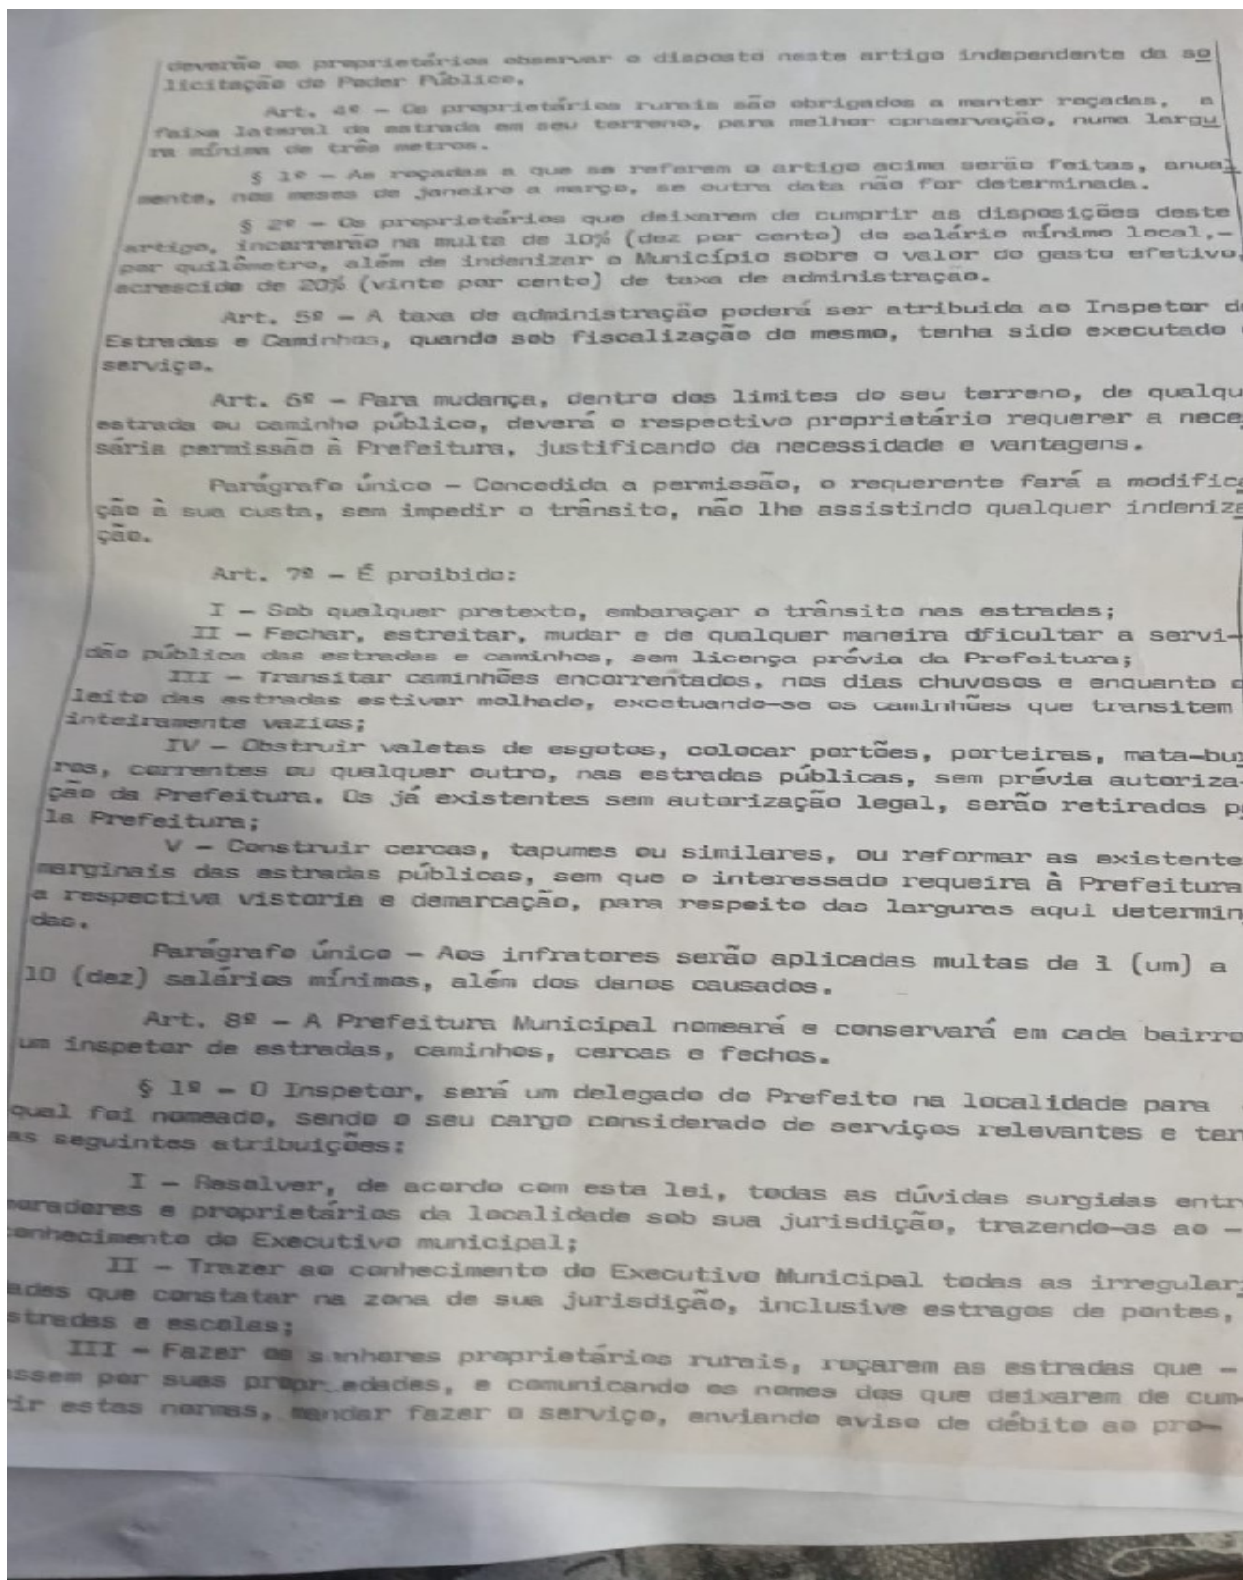 deverão os proprietários observar o disposto neste artigo independente da so
licitação do Poder Público.
Art. 4º - Os proprietários rurais são obrigados a manter roçadas, a
faixa lateral da estrada em seu terreno, para melhor conservação, numa largu
ra mínima de três metros.
§ 1º - As roçadas a que se referem o artigo acima serão feitas, anual
mente, nos meses de janeiro a março, se outra data não for determinada.
§ 2º - Os proprietários que deixarem de cumprir as disposições deste
artigo, incorrerão na multa de 10% (dez por cento) do salário mínimo local,-
por quilômetro, além de indenizar o Município sobre o valor do gasto efetivo,
acrescido de 20% (vinte por cento) de taxa de administração.
Art. 5º - A taxa de administração poderá ser atribuida ao Inspetor d
Estradas e Caminhos, quando sob fiscalização do mesmo, tenha sido executado
serviço.
Art. 6º - Para mudança, dentro dos limites do seu terreno, de qualqu
estrada ou caminho público, deverá o respectivo proprietário requerer a nece
sária permissão à Prefeitura, justificando da necessidade e vantagens.
Parágrafo único - Concedida a permissão, o requerente fará a modific
ção à sua custa, sem impedir o trânsito, não lhe assistindo qualquer indeniza
ção.
Art. 7º - É proibido:
I - Sob qualquer pretexto, embaraçar o trânsito nas estradas;
II - Fechar, estreitar, mudar e de qualquer maneira dficultar a servi-
dão pública das estradas e caminhos, sem licença prévia da Prefeitura;
III - Transitar caminhões encorrentados, nos dias chuvosos e enquanto o
leito das estradas estiver molhado, excetuando-se os caminhões que transitem
inteiramente vazios;
IV - Obstruir valetas de esgotos, colocar portões, porteiras, mata-bur
ros, correntes ou qualquer outro, nas estradas públicas, sem prévia autoriza-
ção da Prefeitura. Os já existentes sem autorização legal, serão retirados p
la Prefeitura;
V - Construir cercas, tapumes ou similares, ou reformar as existente
marginais das estradas públicas, sem que o interessado requeira à Prefeitura
a respectiva vistoria e demarcação, para respeito das larguras aqui determin
das.
Parágrafo único - Aos infratores serão aplicadas multas de 1 (um) a
10 (dez) salários mínimos, além dos danos causados.
Art. 8º - A Prefeitura Municipal nomeará e conservará em cada bairro
um inspetor de estradas, caminhos, cercas e fechos.
§ 1º - O Inspetor, será um delegado do Prefeito na localidade para
qual foi nomeado, sendo o seu cargo considerado de serviços relevantes e ter
as seguintes atribuições:
I - Resolver, de acordo com esta lei, todas as dúvidas surgidas entr
moradores e proprietários da localidade sob sua jurisdição, trazendo-as ao -
conhecimento do Executivo municipal;
II - Trazer ao conhecimento do Executivo Municipal todas as irregular
ades que constatar na zona de sua jurisdição, inclusive estragos de pontes,
stradas e escolas;
III - Fazer os senhores proprietários rurais, roçarem as estradas que -
assem por suas propriedades, e comunicando os nomes dos que deixarem de cum-
ir estas normas, mandar fazer o serviço, enviando aviso de débito ao pro-